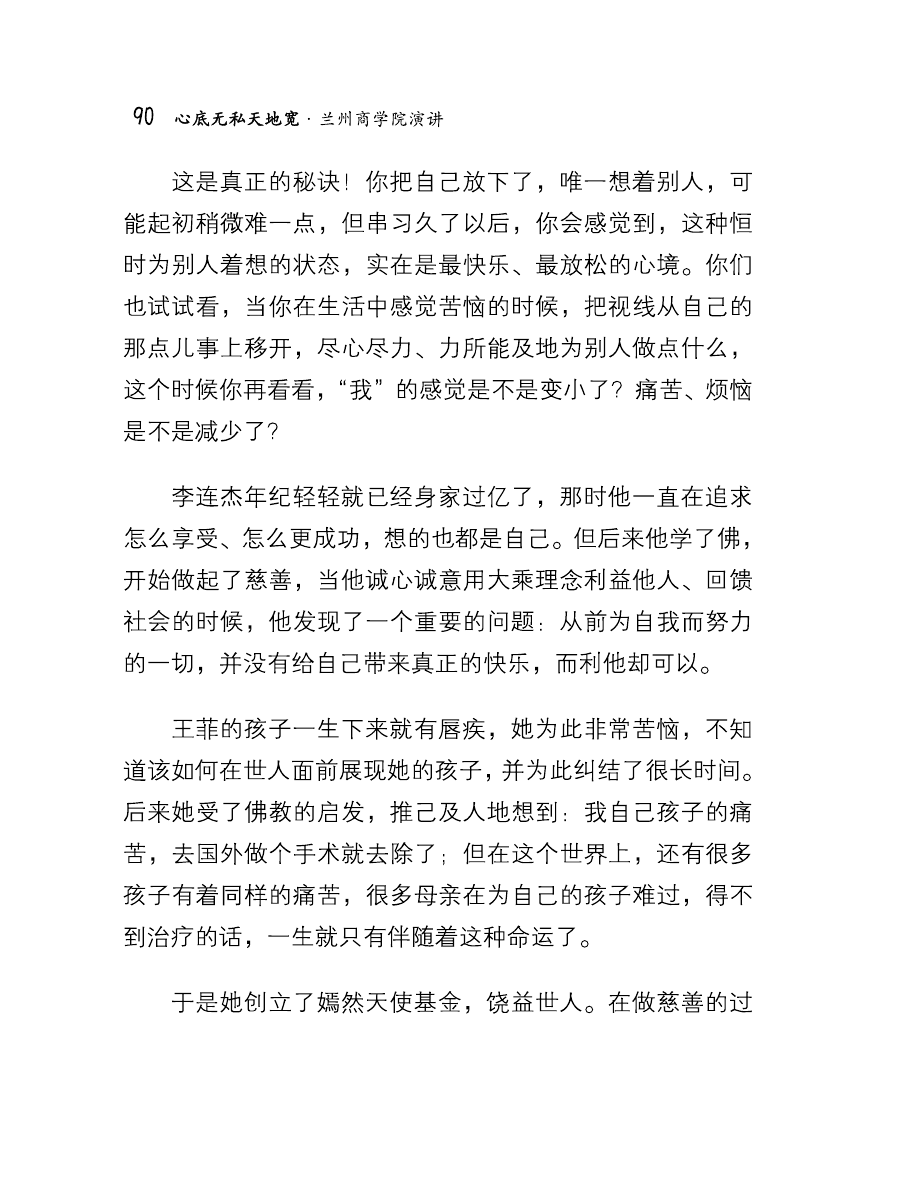 90 心底无私天地宽·兰州商学院演讲
这是真正的秘诀！你把自己放下了，唯一想着别人，可
能起初稍微难一点，但串习久了以后，你会感觉到，这种恒
时为别人着想的状态，实在是最快乐、最放松的心境。你们
也试试看，当你在生活中感觉苦恼的时候，把视线从自己的
那点儿事上移开，尽心尽力、力所能及地为别人做点什么，
这个时候你再看看，“我”的感觉是不是变小了？痛苦、烦恼
是不是减少了？
李连杰年纪轻轻就已经身家过亿了，那时他一直在追求
怎么享受、怎么更成功，想的也都是自己。但后来他学了佛，
开始做起了慈善，当他诚心诚意用大乘理念利益他人、回馈
社会的时候，他发现了一个重要的问题：从前为自我而努力
的一切，并没有给自己带来真正的快乐，而利他却可以。
王菲的孩子一生下来就有唇疾，她为此非常苦恼，不知
道该如何在世人面前展现她的孩子，并为此纠结了很长时间。
后来她受了佛教的启发，推己及人地想到：我自己孩子的痛
苦，去国外做个手术就去除了；但在这个世界上，还有很多
孩子有着同样的痛苦，很多母亲在为自己的孩子难过，得不
到治疗的话，一生就只有伴随着这种命运了。
于是她创立了嫣然天使基金，饶益世人。在做慈善的过